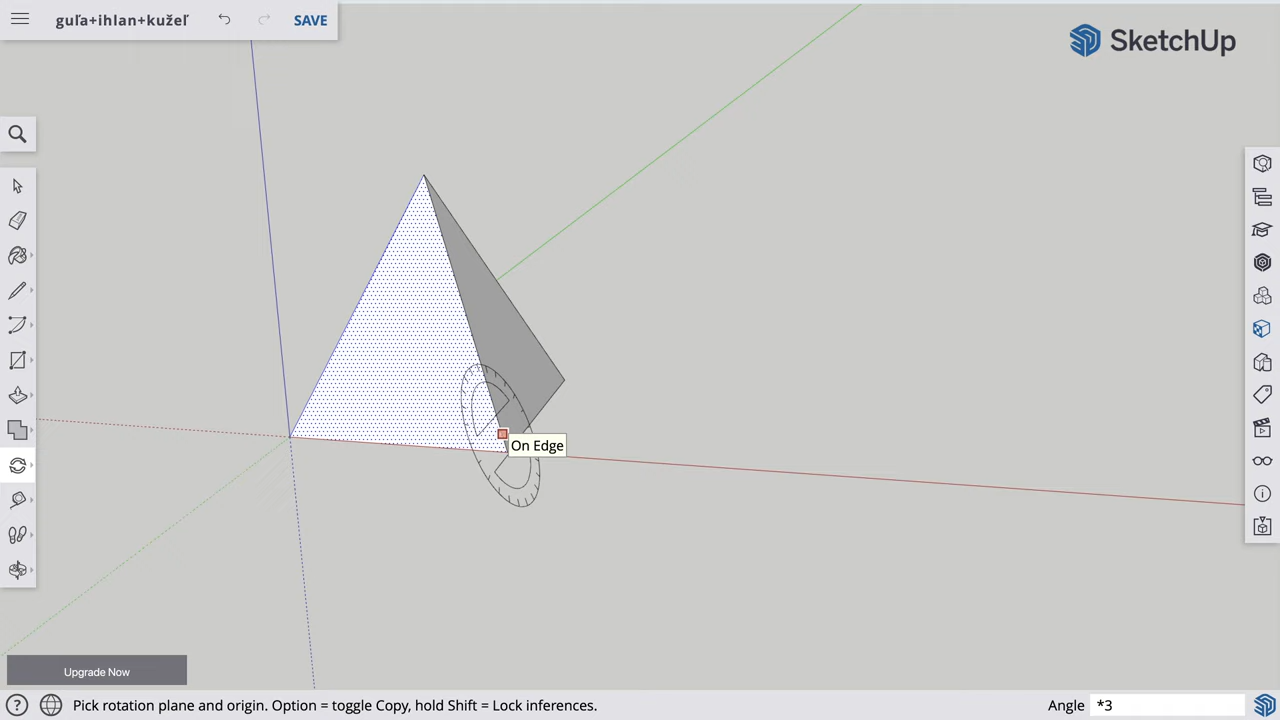 guľa+ihlan+kužeľ
SAVE
SketchUp
On Edge
Upgrade Now
Pick rotation plane and origin. Option = toggle Copy, hold Shift = Lock inferences.
Angle *3